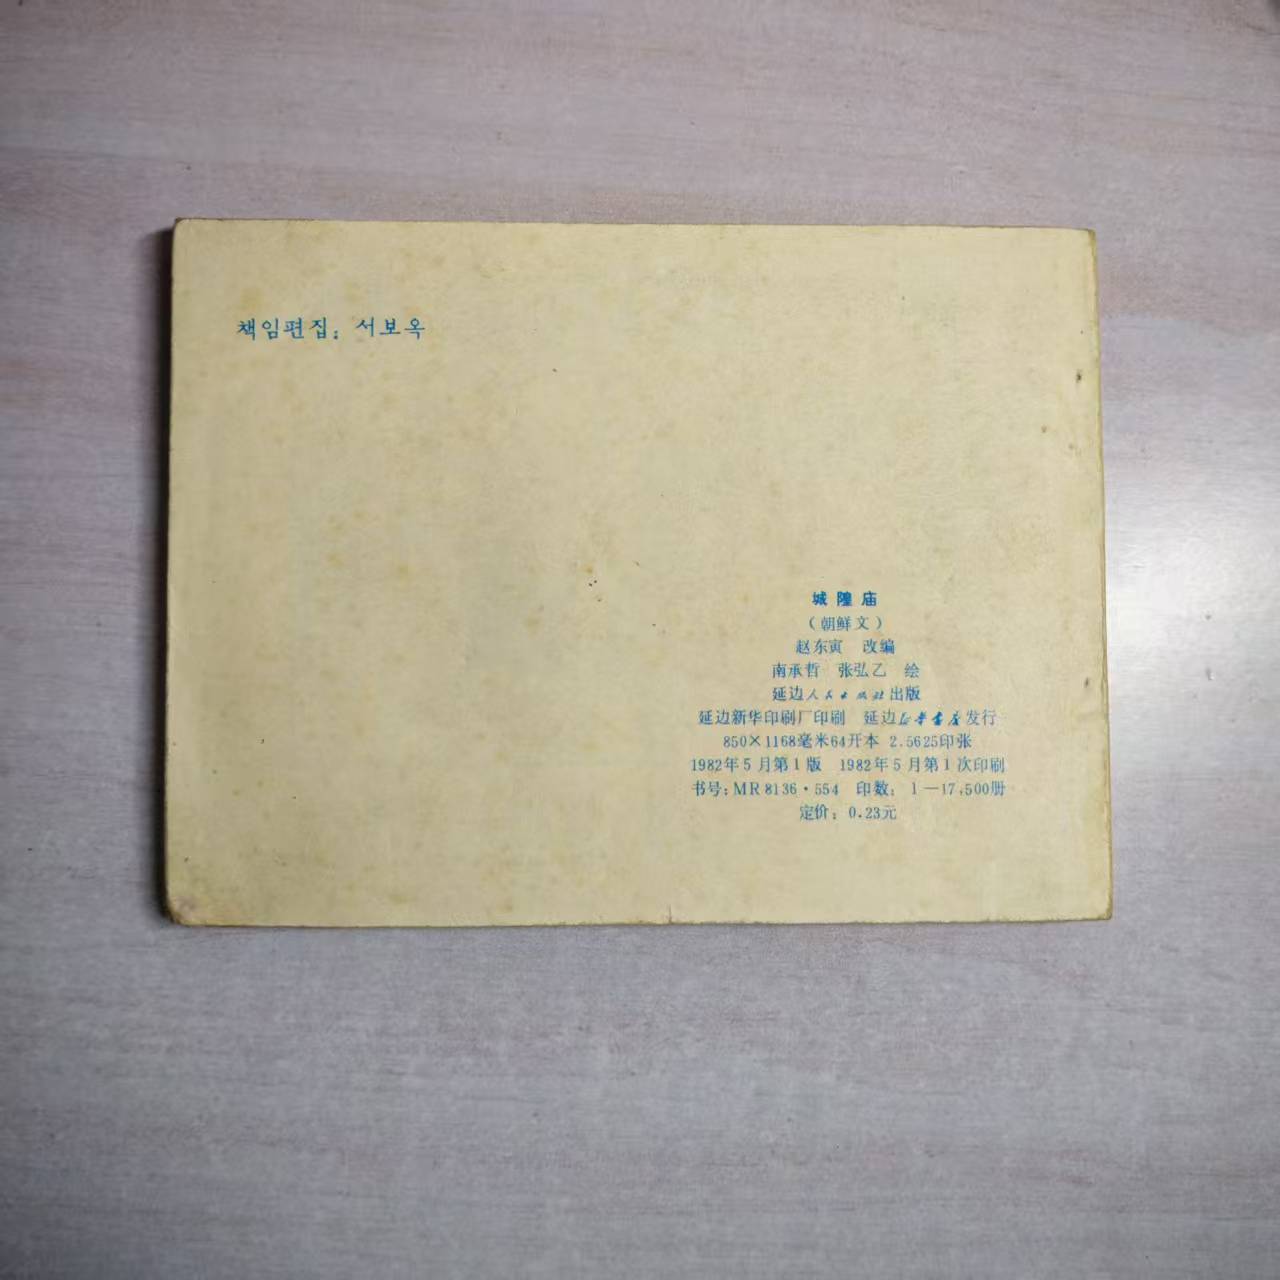 책임편집: 서보옥
城隍庙
（朝鲜文）
赵东寅 改编
南承哲 张弘乙 绘
延边人民出版社出版
延边新华印刷厂印刷 延边新华书店发行
850×1168毫米64开本 2.5625印张
1982年5月第1版 1982年5月第1次印刷
书号：MR8136·554 印数：1—17,500册
定价：0.23元